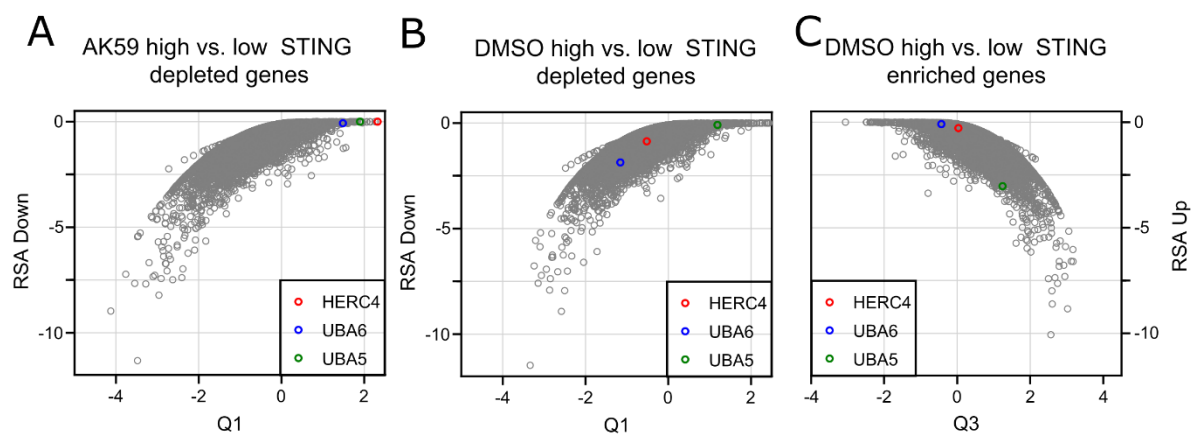 A
AK59 high vs. low STING
depleted genes
RSA Down
0
-5
-10
HERC4
UBA6
UBA5
-4
-2
0
2
Q1
B
DMSO high vs. low STING
depleted genes
RSA Down
0
-5
-10
HERC4
UBA6
UBA5
-4
-2
0
2
Q1
C
DMSO high vs. low STING
enriched genes
0
-5
-10
RSA Up
HERC4
UBA6
UBA5
-4
-2
0
2
4
Q3